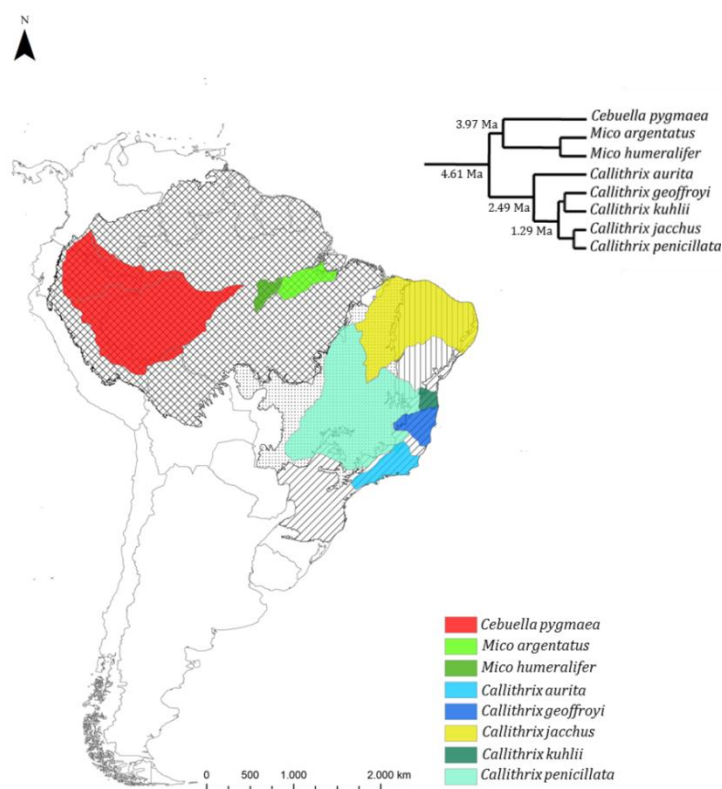 N
3.97 Ma
4.61 Ma
2.49 Ma
1.29 Ma
Cebuella pygmaea
Mico argentatus
Mico humeralifer
Callithrix aurita
Callithrix geoffroyi
Callithrix kuhlii
Callithrix jacchus
Callithrix penicillata
Cebuella pygmaea
Mico argentatus
Mico humeralifer
Callithrix aurita
Callithrix geoffroyi
Callithrix jacchus
Callithrix kuhlii
Callithrix penicillata
0 500 1.000 2.000 km